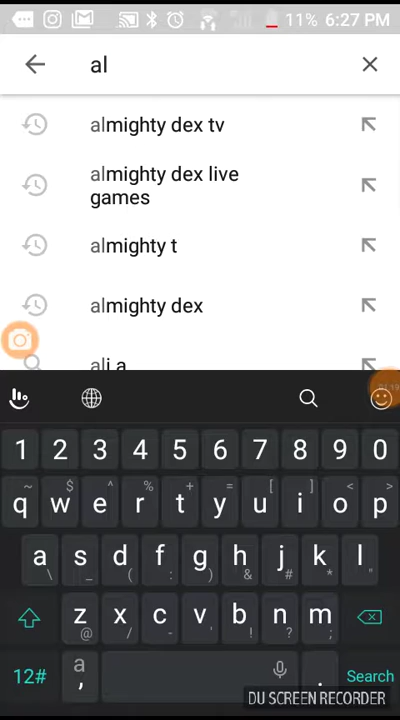 11% 6:27 PM
al
almighty dex tv
almighty dex live
games
almighty t
almighty dex
ali a
1 2 3 4 5 6 7 8 9 0
~ $ ^ % + = [ ] < >
q w e r t y u i o p
a s d f g h j k l
\ _ ( : ) & # * "
z x c v b n m
@ / - ' ! ? ;
12# a , . Search
DU SCREEN RECORDER